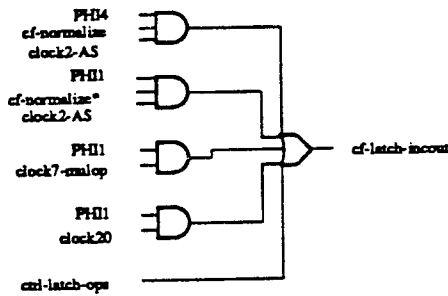 PHI4
cf-normalize
clock2-AS
PHI1
cf-normalize*
clock2-AS
PHI1
clock7-mulop
cf-latch-incout
PHI1
clock20
ctrl-latch-ops